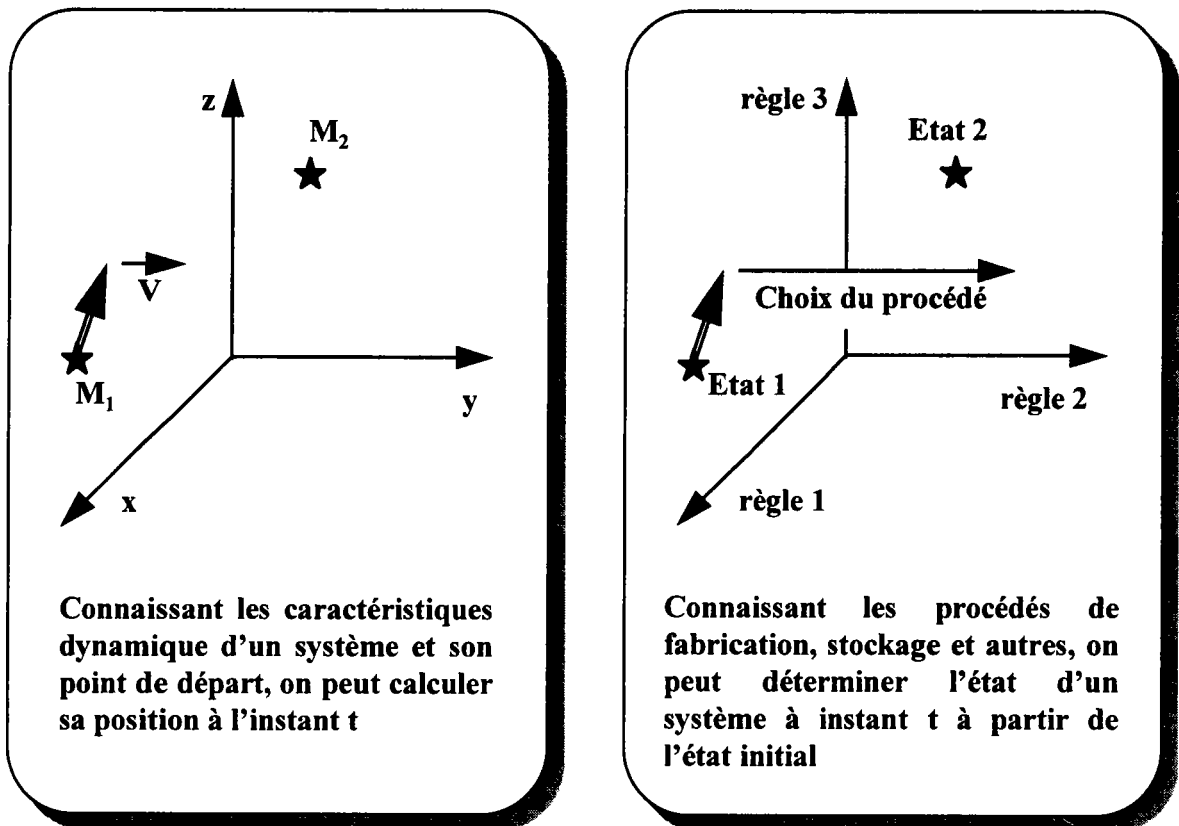 z
M₂
V
M₁
y
x
Connaissant les caractéristiques
dynamique d'un système et son
point de départ, on peut calculer
sa position à l'instant t
règle 3
Etat 2
Choix du procédé
Etat 1
règle 2
règle 1
Connaissant les procédés de
fabrication, stockage et autres, on
peut déterminer l'état d'un
système à instant t à partir de
l'état initial